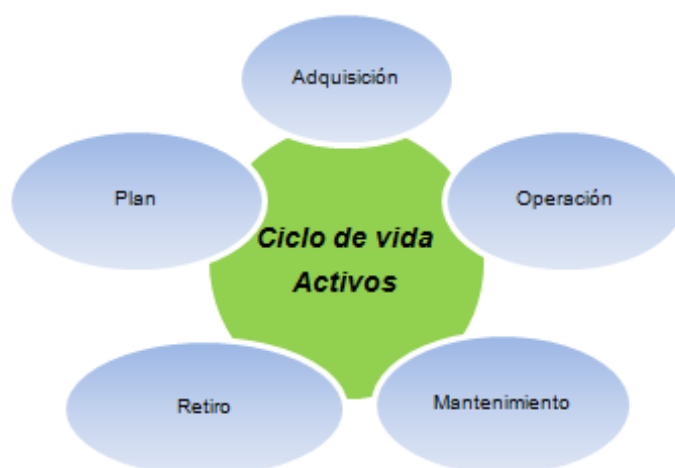 Adquisición
Plan
Operación
Ciclo de vida
Activos
Retiro
Mantenimiento